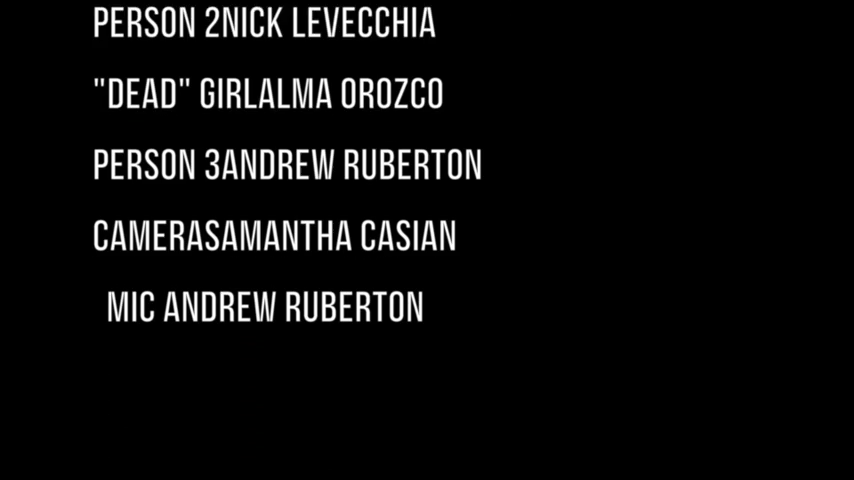 PERSON 2NICK LEVECCHIA
"DEAD" GIRLALMA OROZCO
PERSON 3ANDREW RUBERTON
CAMERASAMANTHA CASIAN
MIC ANDREW RUBERTON